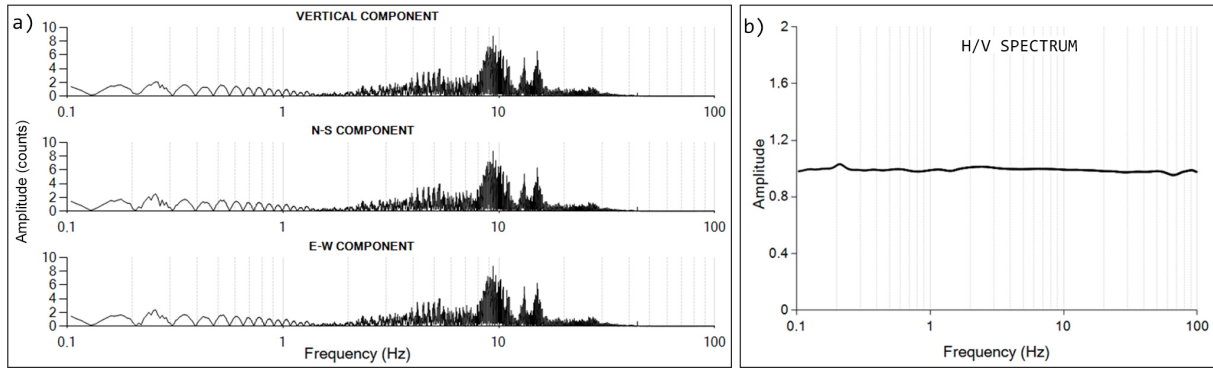 a)
VERTICAL COMPONENT
10
8
6
4
2
0
0.1 1 10 100
N-S COMPONENT
10
8
6
4
2
0
0.1 1 10 100
E-W COMPONENT
10
8
6
4
2
0
0.1 1 10 100
Amplitude (counts)
Frequency (Hz)
b)
H/V SPECTRUM
2
1.6
1.2
0.8
0.4
0
0.1 1 10 100
Amplitude
Frequency (Hz)